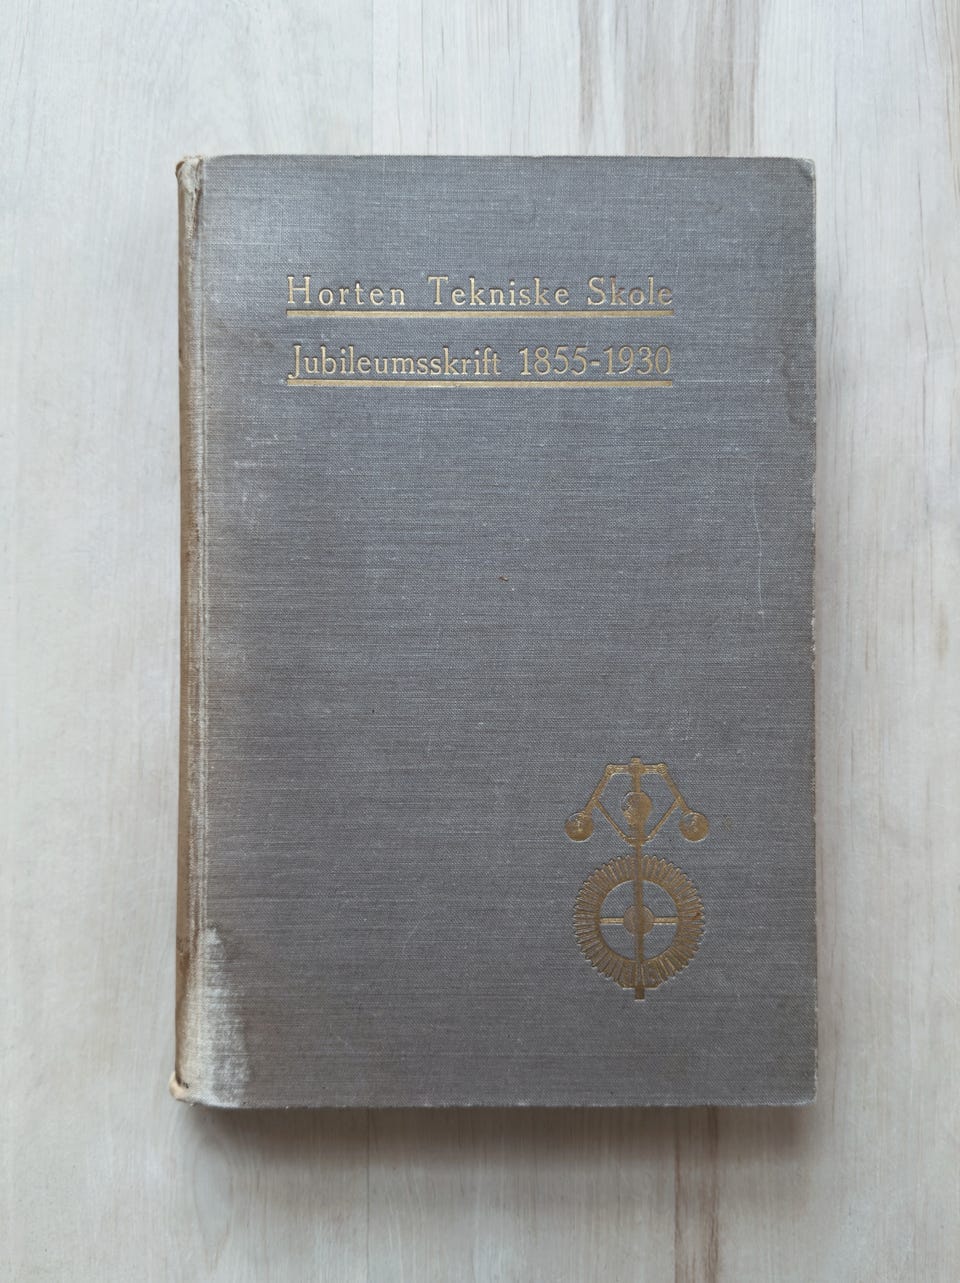 Horten Tekniske Skole
Jubileumsskrift 1855-1930